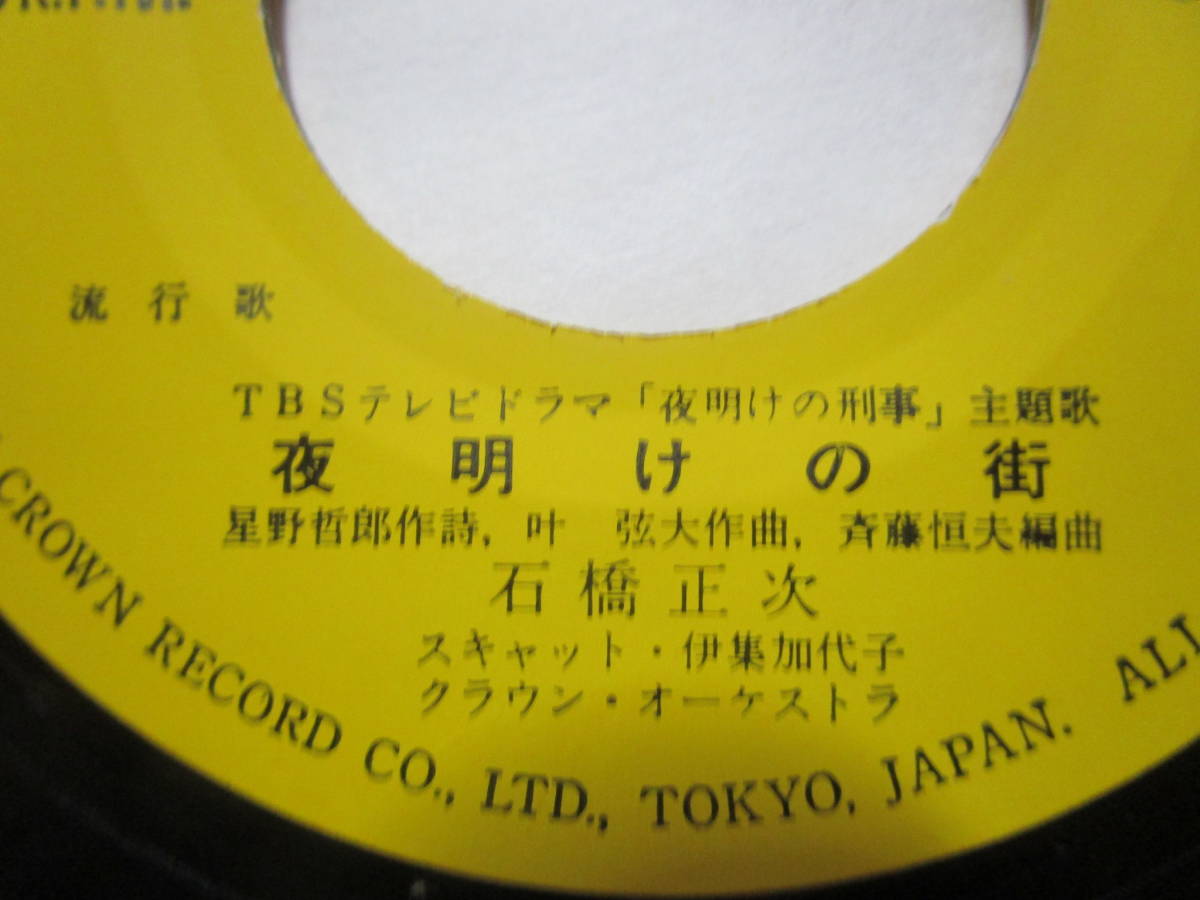 流行歌
TBSテレビドラマ「夜明けの刑事」主題歌
夜明けの街
星野哲郎作詩, 叶 弦大作曲, 斉藤恒夫編曲
石橋正次
スキャット・伊集加代子
クラウン・オーケストラ
CROWN RECORD CO., LTD., TOKYO, JAPAN. ALL